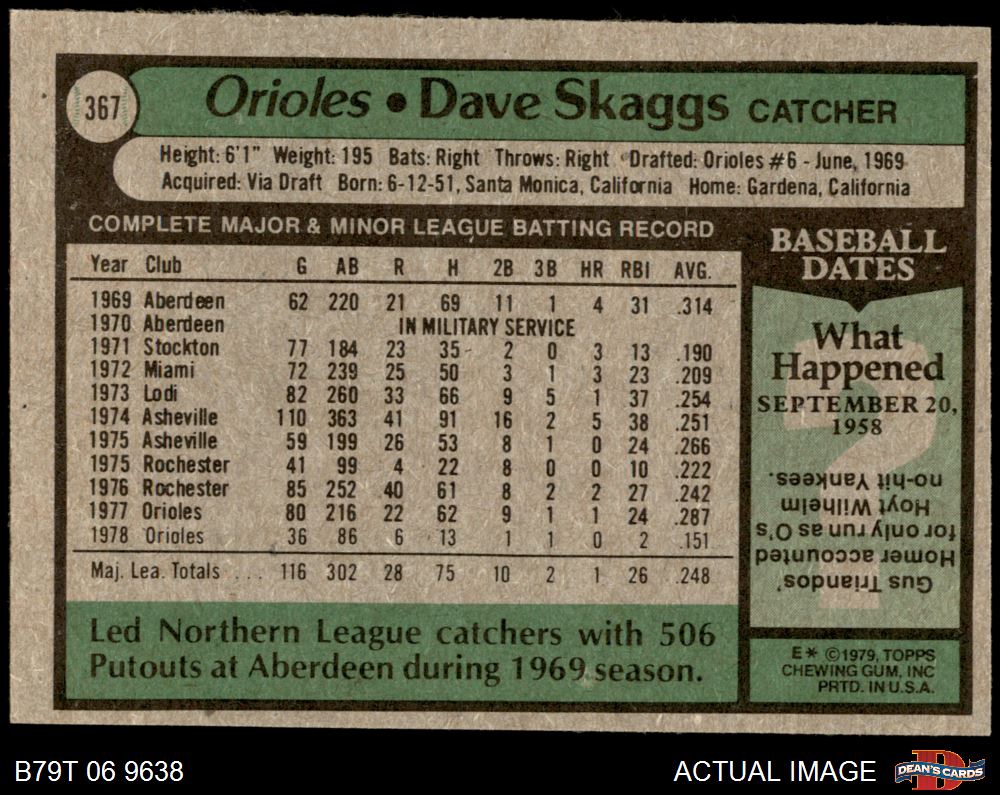 367
Orioles • Dave Skaggs CATCHER
Height: 6'1" Weight: 195 Bats: Right Throws: Right Drafted: Orioles #6 - June, 1969
Acquired: Via Draft Born: 6-12-51, Santa Monica, California Home: Gardena, California
COMPLETE MAJOR & MINOR LEAGUE BATTING RECORD
Year Club G AB R H 2B 3B HR RBI AVG.
1969 Aberdeen 62 220 21 69 11 1 4 31 .314
1970 Aberdeen IN MILITARY SERVICE
1971 Stockton 77 184 23 35 2 0 3 13 .190
1972 Miami 72 239 25 50 3 1 3 23 .209
1973 Lodi 82 260 33 66 9 5 1 37 .254
1974 Asheville 110 363 41 91 16 2 5 38 .251
1975 Asheville 59 199 26 53 8 1 0 24 .266
1975 Rochester 41 99 4 22 8 0 0 10 .222
1976 Rochester 85 252 40 61 8 2 2 27 .242
1977 Orioles 80 216 22 62 9 1 1 24 .287
1978 Orioles 36 86 6 13 1 1 0 2 .151
Maj. Lea. Totals ... 116 302 28 75 10 2 1 26 .248
Led Northern League catchers with 506
Putouts at Aberdeen during 1969 season.
BASEBALL
DATES
What
Happened
SEPTEMBER 20,
1958
Gus Triandos'
Homer accounted
for only run as O's
Hoyt Wilhelm
no-hit Yankees.
E* ©1979, TOPPS
CHEWING GUM, INC
PRTD. IN U.S.A.
B79T 06 9638
ACTUAL IMAGE
D
DEAN'S CARDS